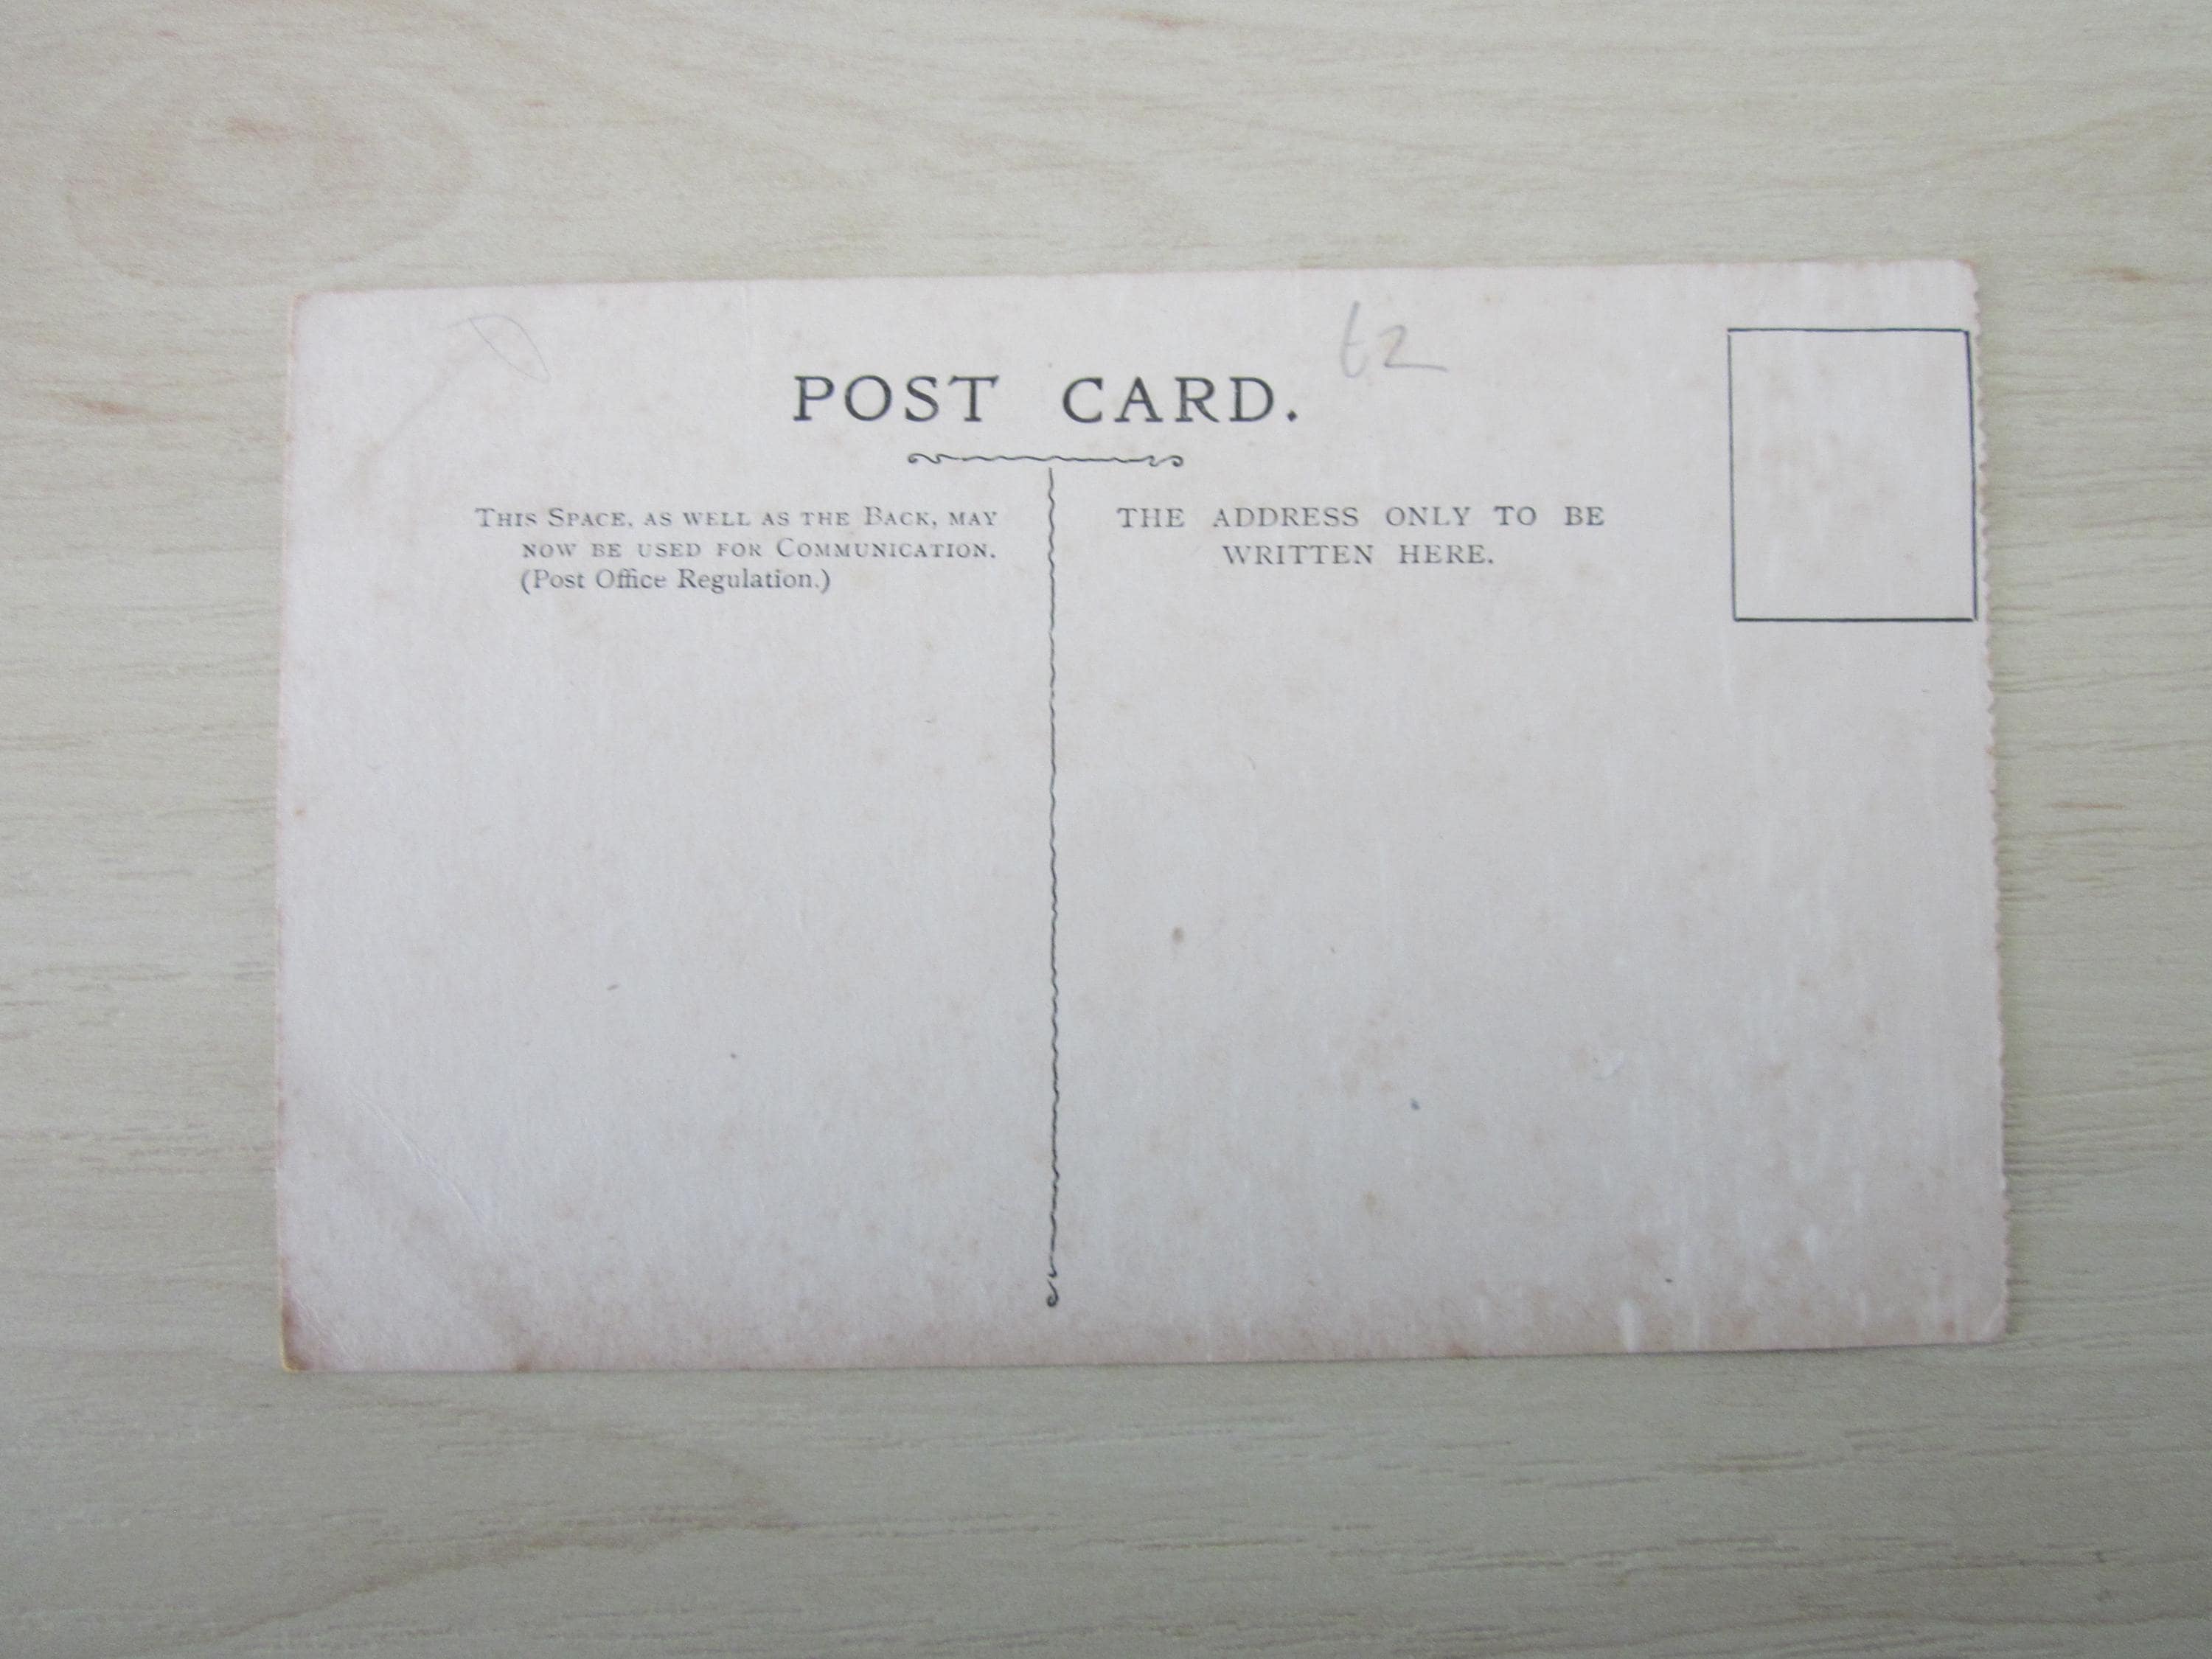 POST CARD.
THIS SPACE, AS WELL AS THE BACK, MAY
NOW BE USED FOR COMMUNICATION.
(Post Office Regulation.)
THE ADDRESS ONLY TO BE
WRITTEN HERE.